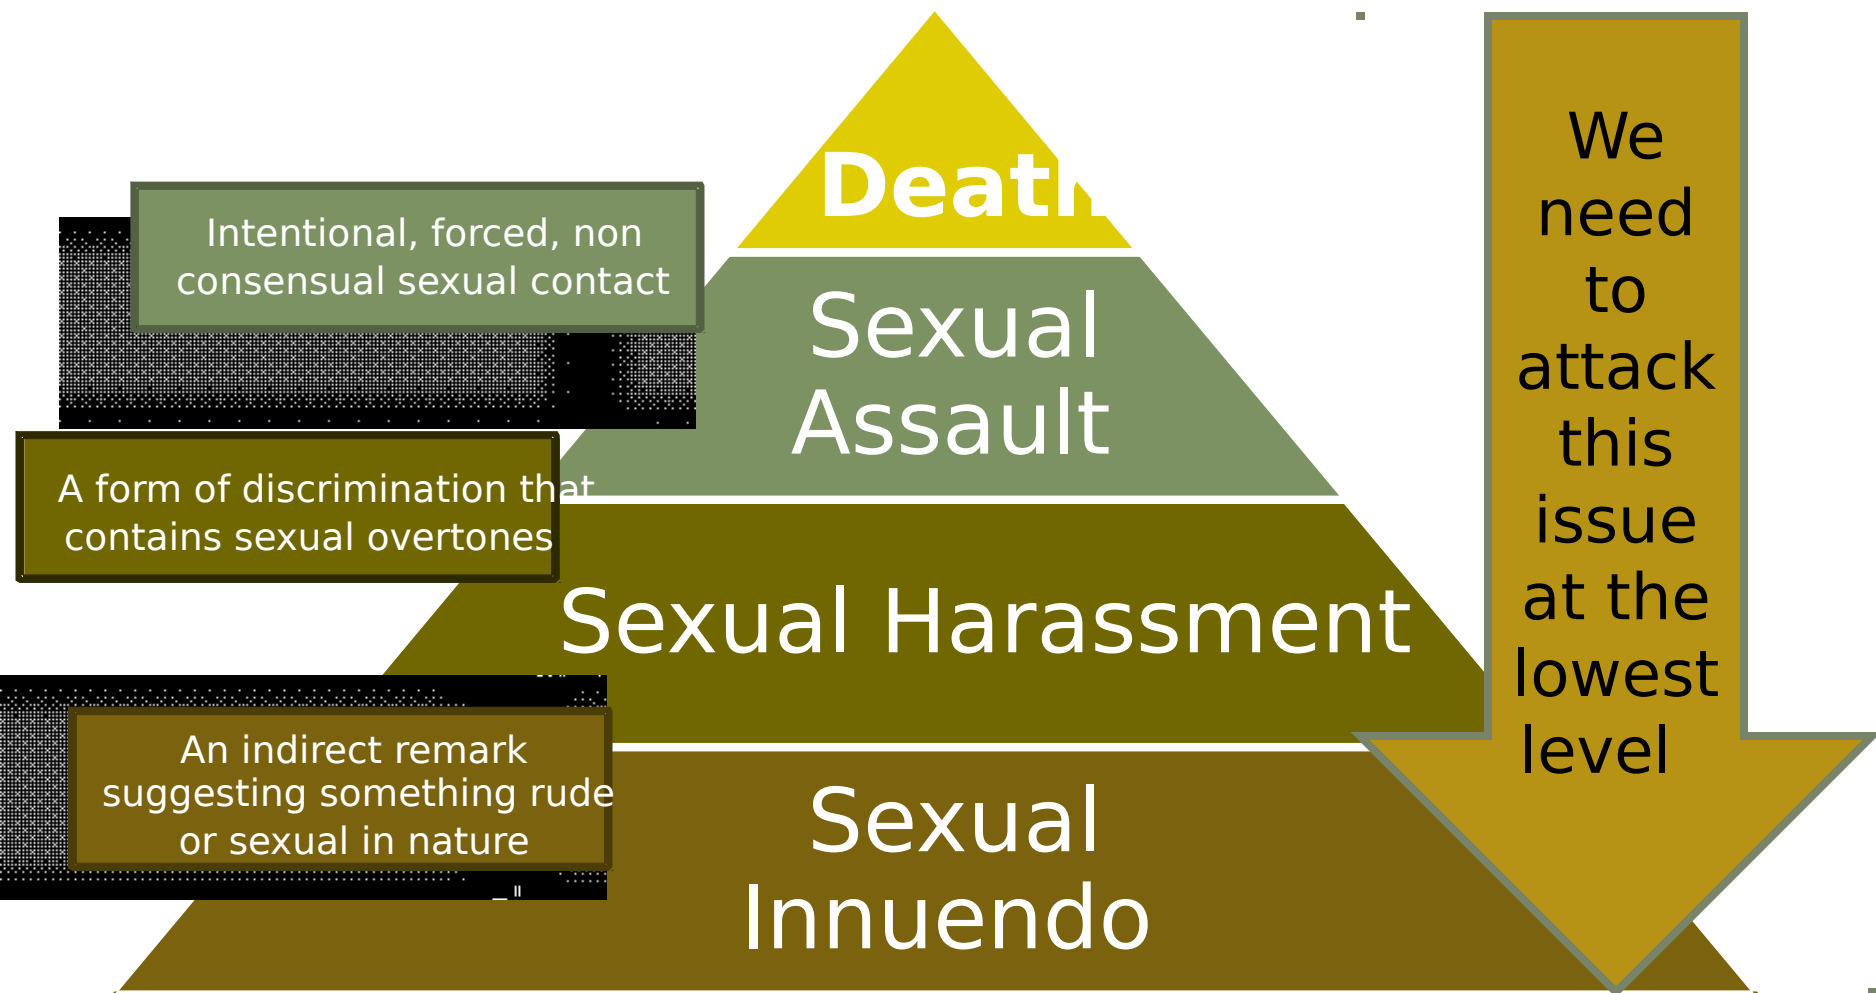 Death
Intentional, forced, non
consensual sexual contact
Sexual
Assault
A form of discrimination that
contains sexual overtones
Sexual Harassment
An indirect remark
suggesting something rude
or sexual in nature
Sexual
Innuendo
We
need
to
attack
this
issue
at the
lowest
level